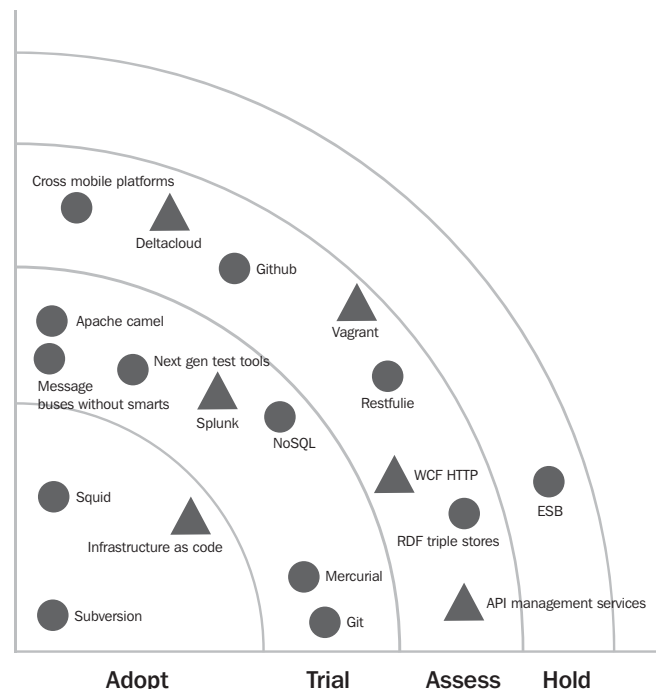 Cross mobile platforms
Deltacloud
Github
Vagrant
Apache camel
Next gen test tools
Message
buses without smarts
Restfulie
Splunk
NoSQL
WCF HTTP
Squid
ESB
RDF triple stores
Infrastructure as code
Mercurial
API management services
Subversion
Git
Adopt
Trial
Assess
Hold